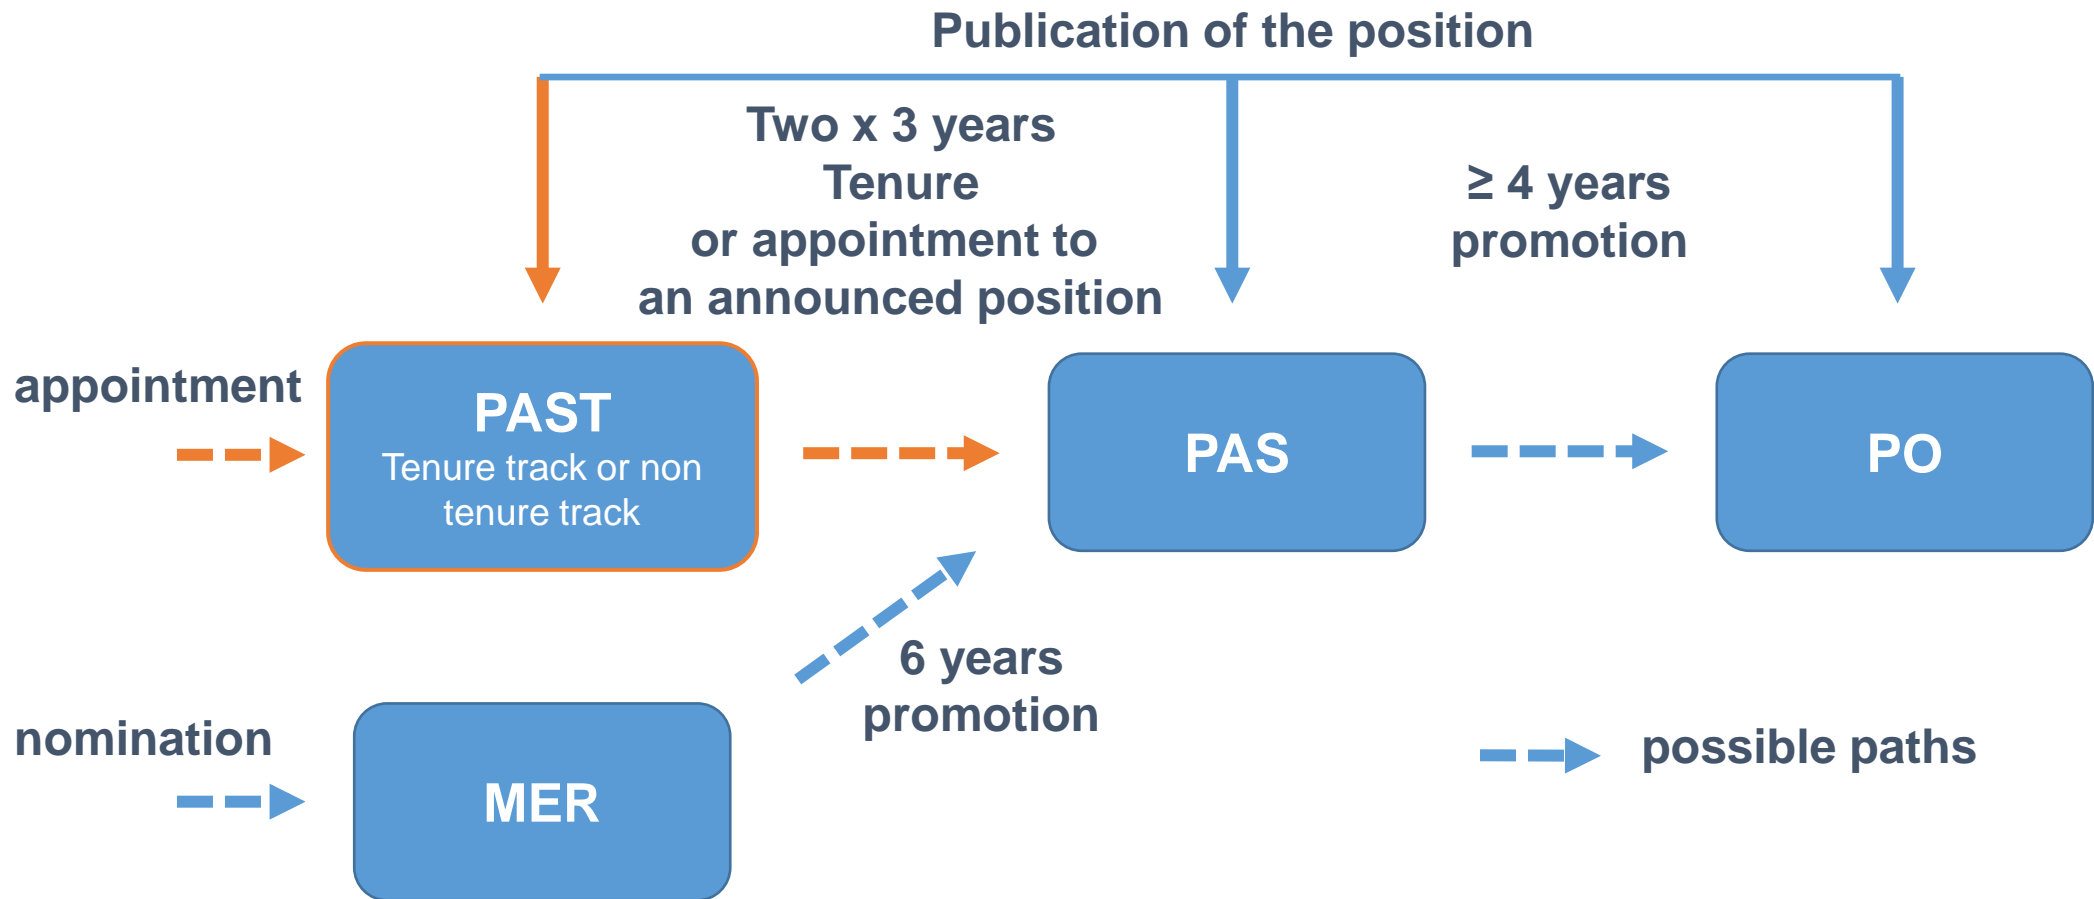 Publication of the position
Two x 3 years
Tenure
or appointment to
an announced position
≥ 4 years
promotion
appointment
PAST
Tenure track or non
tenure track
PAS
PO
6 years
promotion
nomination
MER
possible paths